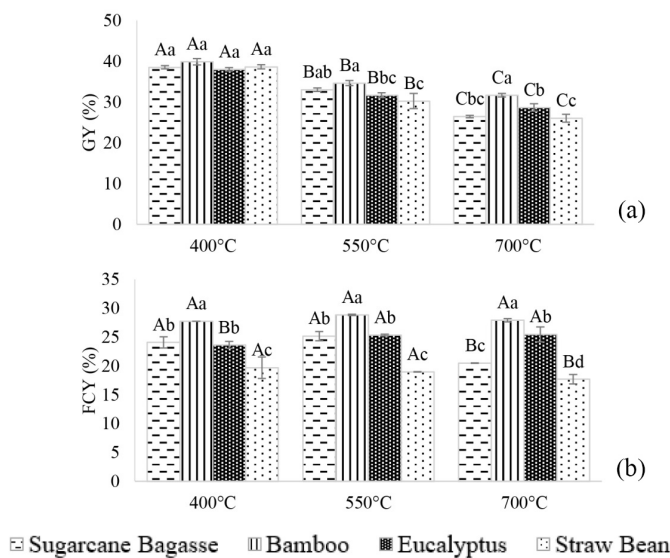 50
40
30
20
10
0
GY (%)
Aa Aa Aa Aa
Bab Ba Bbc Bc
Cbc Ca Cb Cc
400°C 550°C 700°C
(a)
35
30
25
20
15
10
5
0
FCY (%)
Ab Aa Bb Ac
Ab Aa Ab Ac
Bc Aa Ab Bd
400°C 550°C 700°C
(b)
Sugarcane Bagasse Bamboo Eucalyptus Straw Bean